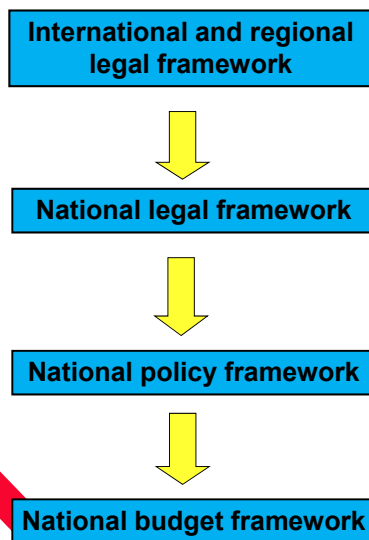 International and regional
legal framework
National legal framework
National policy framework
National budget framework